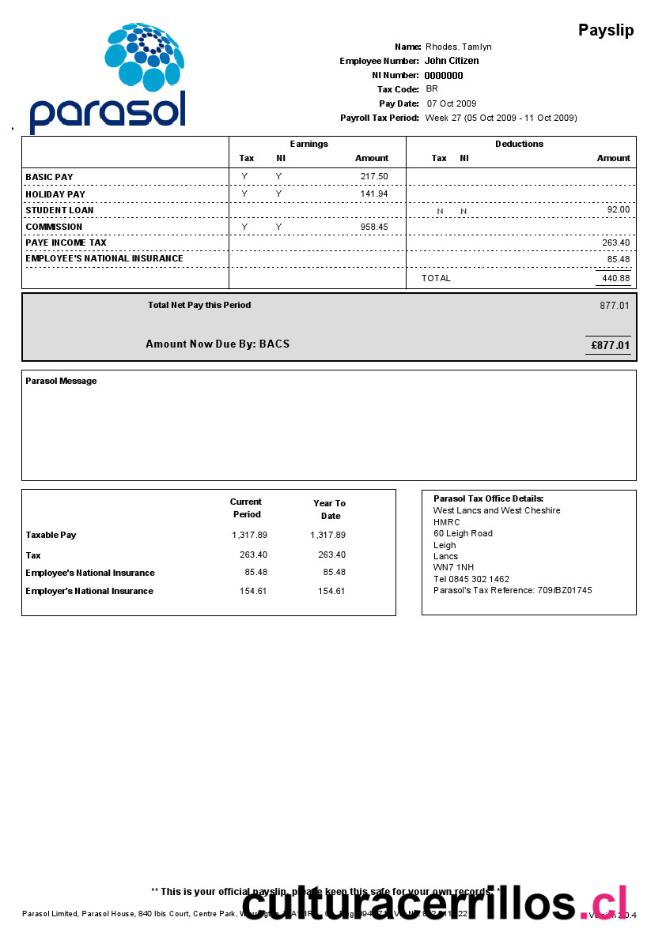 Payslip
parasol
Name: Rhodes. Tamlyn
Employee Number: John Citizen
NI Number: 0000000
Tax Code: BR
Pay Date: 07 Oct 2009
Payroll Tax Period: Week 27 (05 Oct 2009 - 11 Oct 2009)
Earnings Deductions
Tax NI Amount Tax NI Amount
BASIC PAY Y Y 217.50
HOLIDAY PAY Y Y 141.94
STUDENT LOAN N N 92.00
COMMISSION Y Y 958.45
PAYE INCOME TAX 263.40
EMPLOYEE'S NATIONAL INSURANCE 85.48
TOTAL 440.88
Total Net Pay this Period 877.01
Amount Now Due By: BACS £877.01
Parasol Message
Current Period Year To Date
Taxable Pay 1,317.89 1,317.89
Tax 263.40 263.40
Employee's National Insurance 85.48 85.48
Employer's National Insurance 154.61 154.61
Parasol Tax Office Details:
West Lancs and West Cheshire
HMRC
60 Leigh Road
Leigh
Lancs
WN7 1NH
Tel 0845 302 1462
Parasol's Tax Reference: 709/BZ01745
** This is your official payslip, please keep this safe for your own records. *
culturacerrillos.cl
Parasol Limited, Parasol House, 840 Ibis Court, Centre Park,